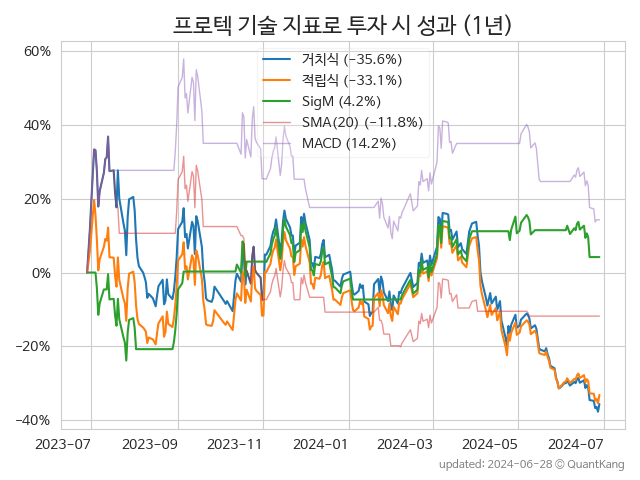 프로텍 기술 지표로 투자 시 성과 (1년)
60%
40%
20%
0%
−20%
−40%
거치식 (−35.6%)
적립식 (−33.1%)
SigM (4.2%)
SMA(20) (−11.8%)
MACD (14.2%)
2023-07 2023-09 2023-11 2024-01 2024-03 2024-05 2024-07
updated: 2024-06-28 © QuantKang